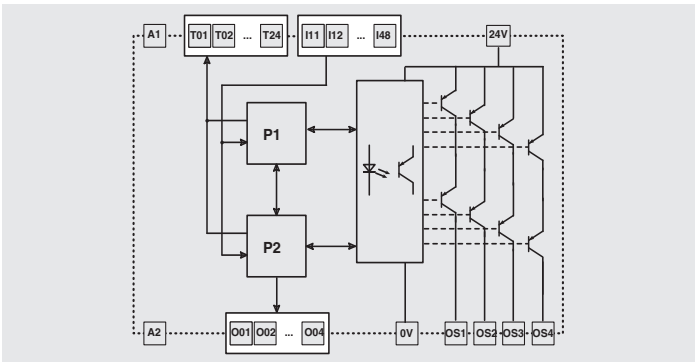 A1 T01 T02 ... T24 I11 I12 ... I48 24V
P1
P2
A2 O01 O02 ... O04 0V OS1 OS2 OS3 OS4